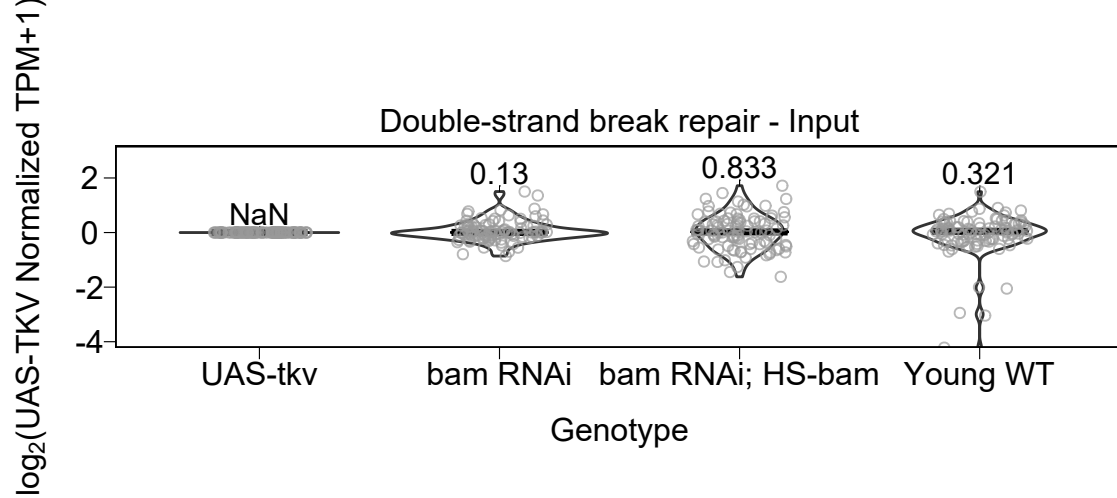 log₂(UAS-TKV Normalized TPM+1)
Double-strand break repair - Input
2
0
-2
-4
NaN
0.13
0.833
0.321
UAS-tkv
bam RNAi
bam RNAi; HS-bam
Young WT
Genotype